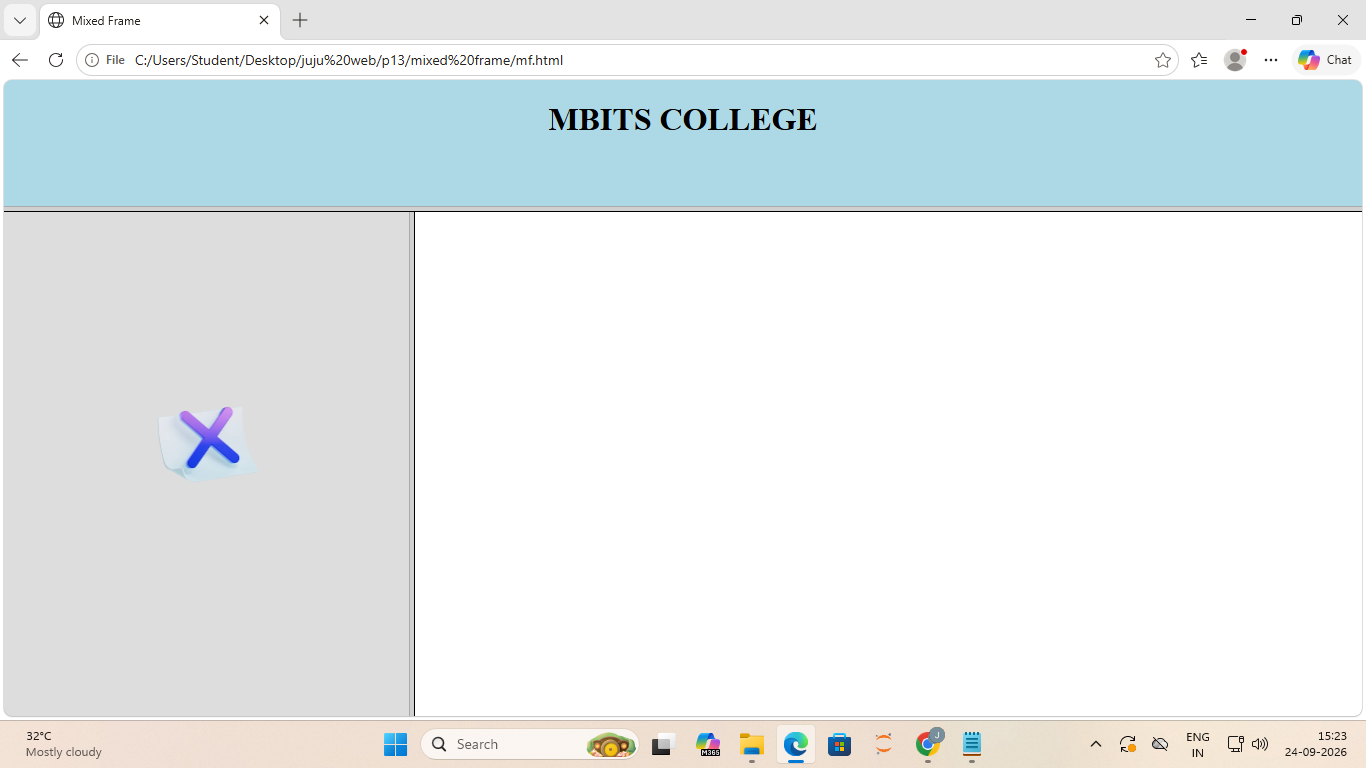 Mixed Frame
File C:/Users/Student/Desktop/juju%20web/p13/mixed%20frame/mf.html
Chat
MBITS COLLEGE
32°C
Mostly cloudy
Search
M365
J
ENG
IN
15:23
24-09-2026